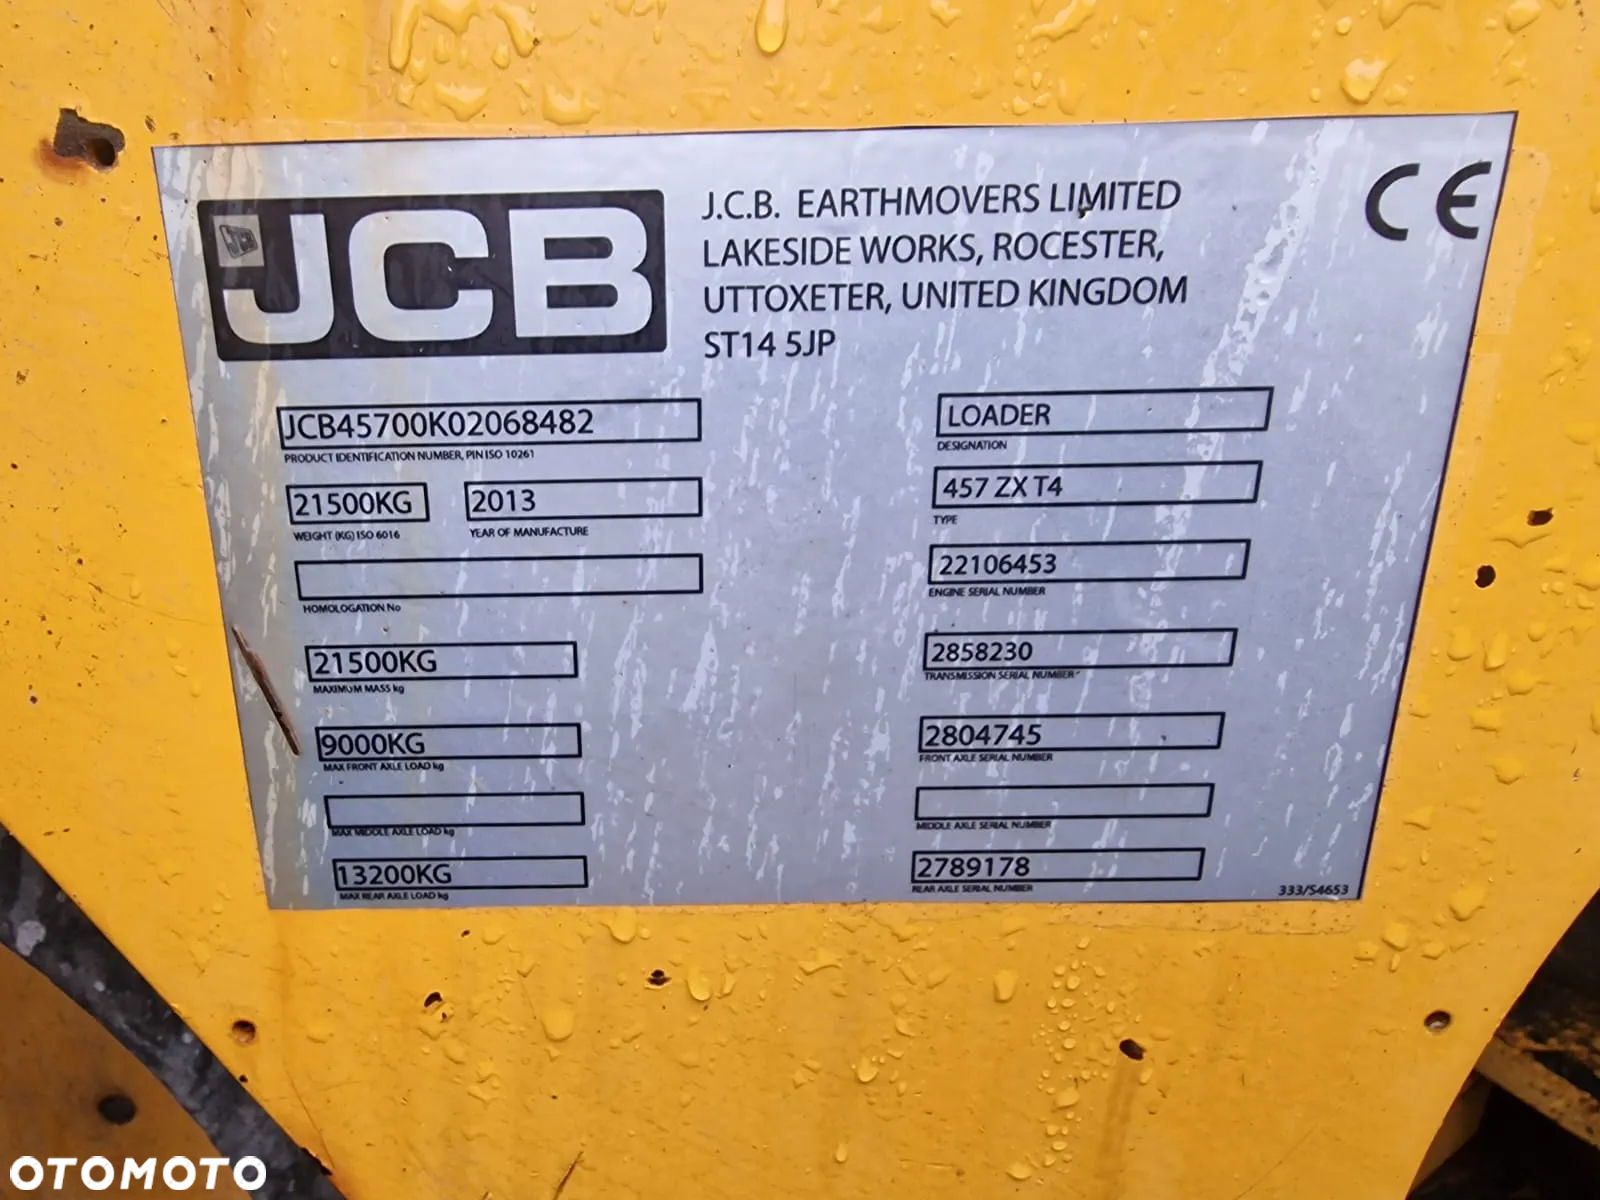 JCB
J.C.B. EARTHMOVERS LIMITED
LAKESIDE WORKS, ROCESTER,
UTTOXETER, UNITED KINGDOM
ST14 5JP
CE
JCB45700K02068482
PRODUCT IDENTIFICATION NUMBER, PIN ISO 10261
21500KG
WEIGHT (KG) ISO 6016
2013
YEAR OF MANUFACTURE
HOMOLOGATION No
21500KG
MAXIMUM MASS kg
9000KG
MAX FRONT AXLE LOAD kg
MAX MIDDLE AXLE LOAD kg
13200KG
MAX REAR AXLE LOAD kg
LOADER
DESIGNATION
457 ZX T4
TYPE
22106453
ENGINE SERIAL NUMBER
2858230
TRANSMISSION SERIAL NUMBER
2804745
FRONT AXLE SERIAL NUMBER
MIDDLE AXLE SERIAL NUMBER
2789178
REAR AXLE SERIAL NUMBER
333/S4653
OTOMOTO